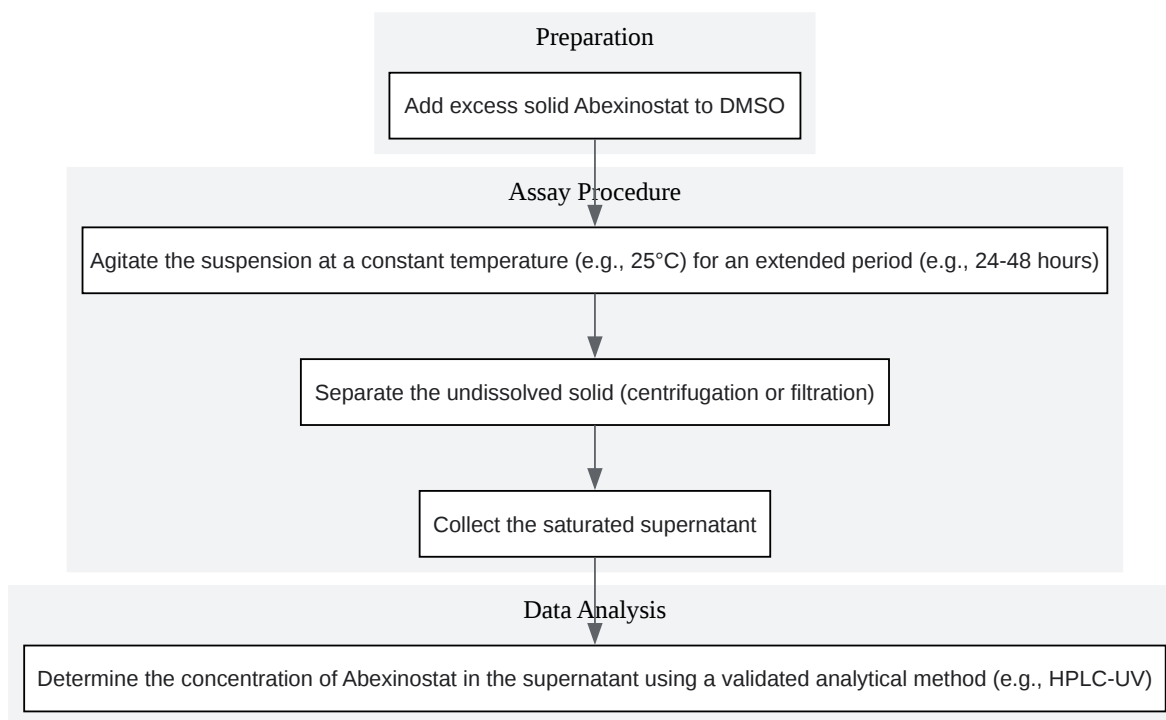 Preparation
Add excess solid Abexinostat to DMSO
Assay Procedure
Agitate the suspension at a constant temperature (e.g., 25°C) for an extended period (e.g., 24-48 hours)
Separate the undissolved solid (centrifugation or filtration)
Collect the saturated supernatant
Data Analysis
Determine the concentration of Abexinostat in the supernatant using a validated analytical method (e.g., HPLC-UV)